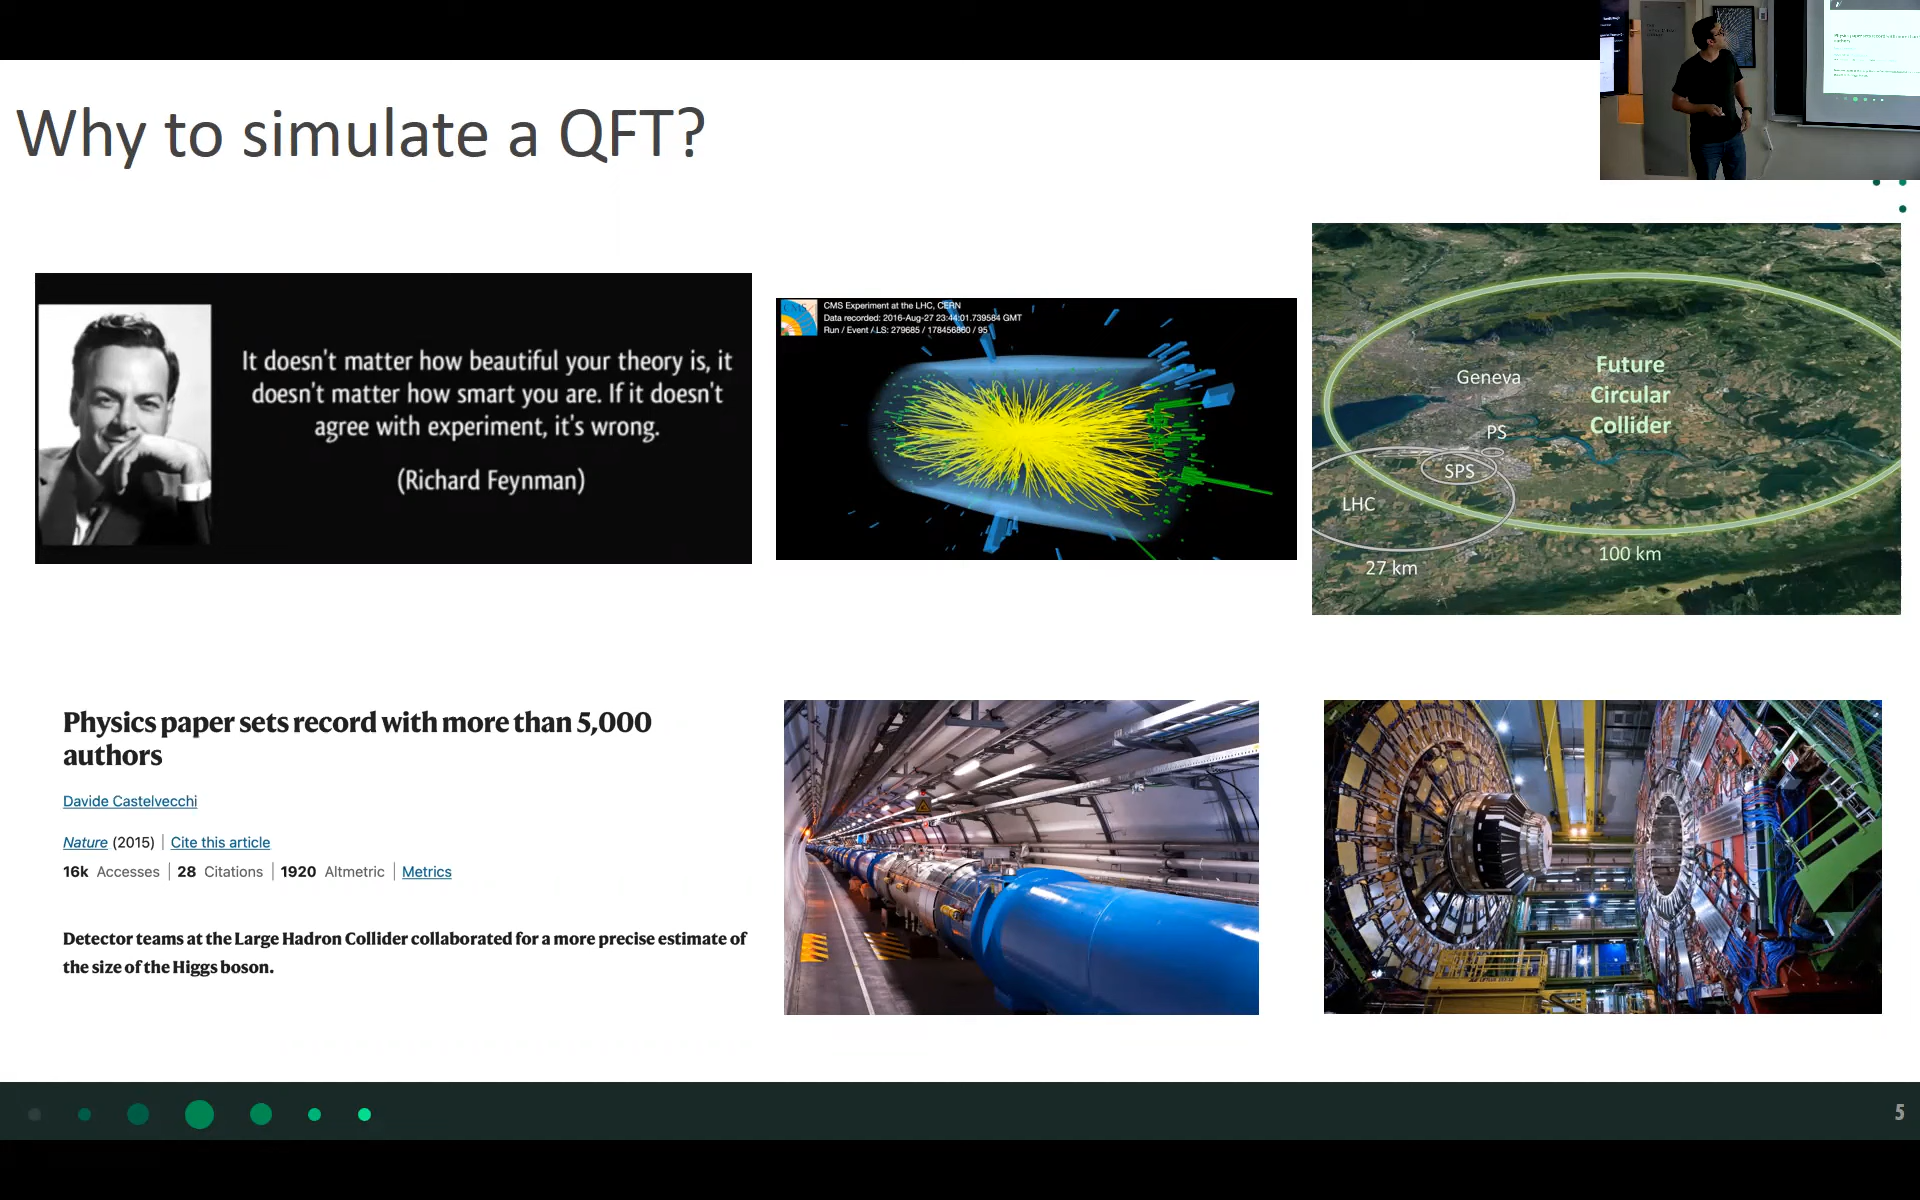 Why to simulate a QFT?
It doesn't matter how beautiful your theory is, it
doesn't matter how smart you are. If it doesn't
agree with experiment, it's wrong.
(Richard Feynman)
CMS
CMS Experiment at the LHC, CERN
Data recorded: 2016-Aug-27 23:44:01.739584 GMT
Run / Event / LS: 279685 / 178456860 / 95
Future
Circular
Collider
Geneva
PS
SPS
LHC
27 km
100 km
Physics paper sets record with more than 5,000
authors
Davide Castelvecchi
Nature (2015) | Cite this article
16k Accesses | 28 Citations | 1920 Altmetric | Metrics
Detector teams at the Large Hadron Collider collaborated for a more precise estimate of
the size of the Higgs boson.
5